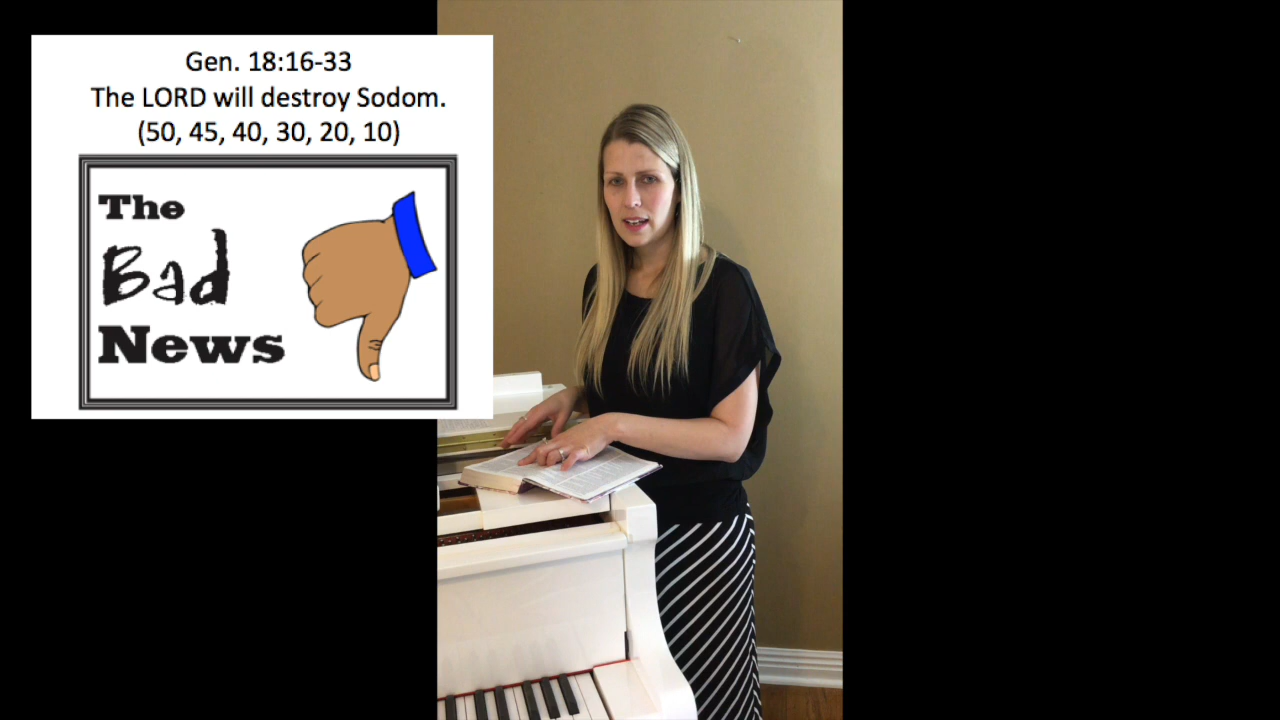 Gen. 18:16-33
The LORD will destroy Sodom.
(50, 45, 40, 30, 20, 10)
The
Bad
News